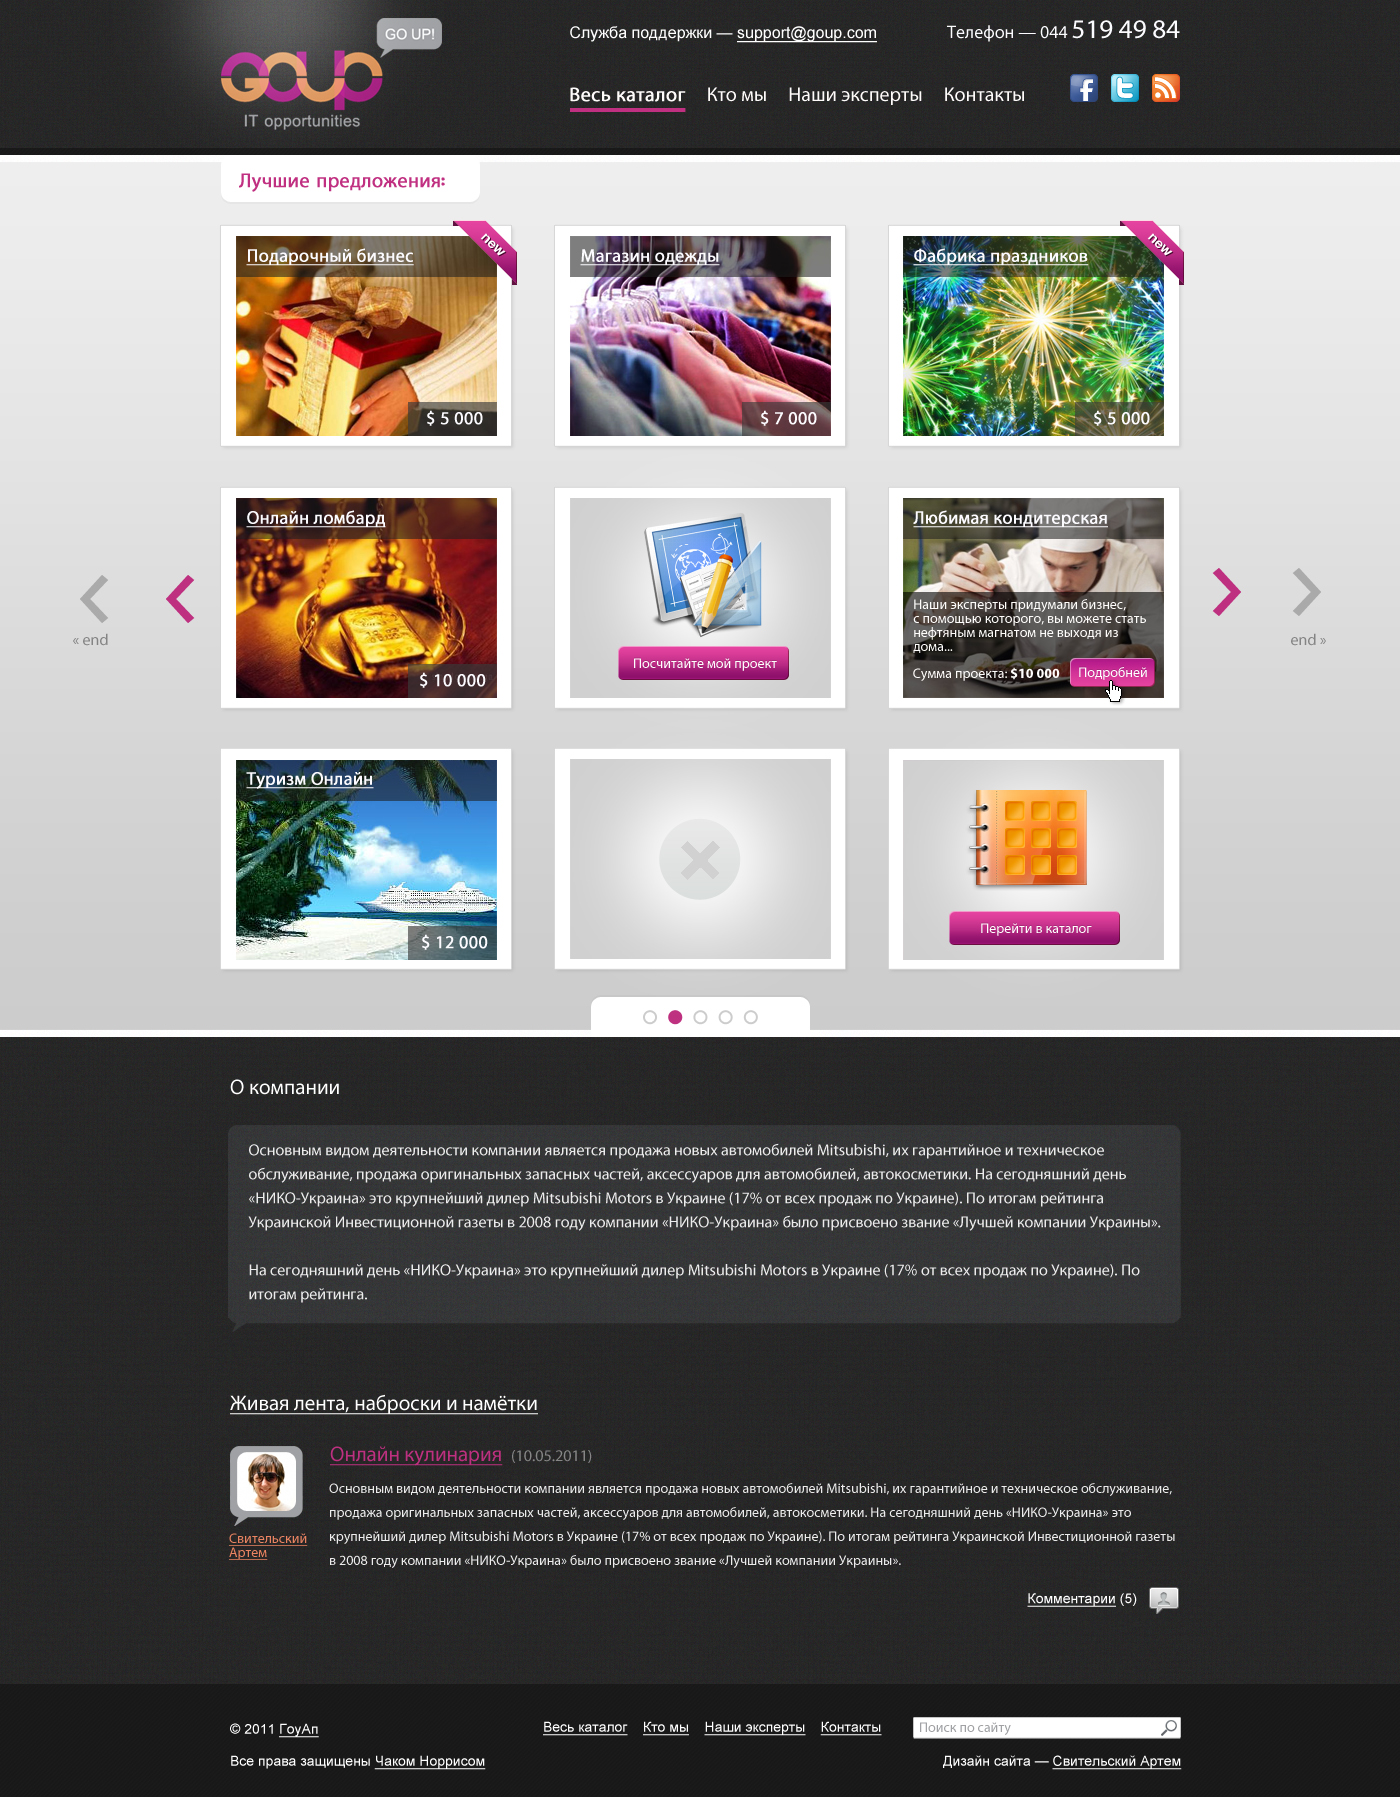 GO UP!
GOUP
IT opportunities
Служба поддержки — support@goup.com
Телефон — 044 519 49 84
Весь каталог Кто мы Наши эксперты Контакты
Лучшие предложения:
Подарочный бизнес
new
$ 5 000
Магазин одежды
$ 7 000
Фабрика праздников
new
$ 5 000
Онлайн ломбард
$ 10 000
Посчитайте мой проект
Любимая кондитерская
Наши эксперты придумали бизнес,
с помощью которого, вы можете стать
нефтяным магнатом не выходя из
дома...
Сумма проекта: $10 000
Подробней
« end
end »
Туризм Онлайн
$ 12 000
Перейти в каталог
О компании
Основным видом деятельности компании является продажа новых автомобилей Mitsubishi, их гарантийное и техническое
обслуживание, продажа оригинальных запасных частей, аксессуаров для автомобилей, автокосметики. На сегодняшний день
«НИКО-Украина» это крупнейший дилер Mitsubishi Motors в Украине (17% от всех продаж по Украине). По итогам рейтинга
Украинской Инвестиционной газеты в 2008 году компании «НИКО-Украина» было присвоено звание «Лучшей компании Украины».
На сегодняшний день «НИКО-Украина» это крупнейший дилер Mitsubishi Motors в Украине (17% от всех продаж по Украине). По
итогам рейтинга.
Живая лента, наброски и намётки
Онлайн кулинария (10.05.2011)
Основным видом деятельности компании является продажа новых автомобилей Mitsubishi, их гарантийное и техническое обслуживание,
продажа оригинальных запасных частей, аксессуаров для автомобилей, автокосметики. На сегодняшний день «НИКО-Украина» это
крупнейший дилер Mitsubishi Motors в Украине (17% от всех продаж по Украине). По итогам рейтинга Украинской Инвестиционной газеты
в 2008 году компании «НИКО-Украина» было присвоено звание «Лучшей компании Украины».
Свительский
Артем
Комментарии (5)
© 2011 ГоуАп
Весь каталог Кто мы Наши эксперты Контакты
Поиск по сайту
Все права защищены Чаком Норрисом
Дизайн сайта — Свительский Артем